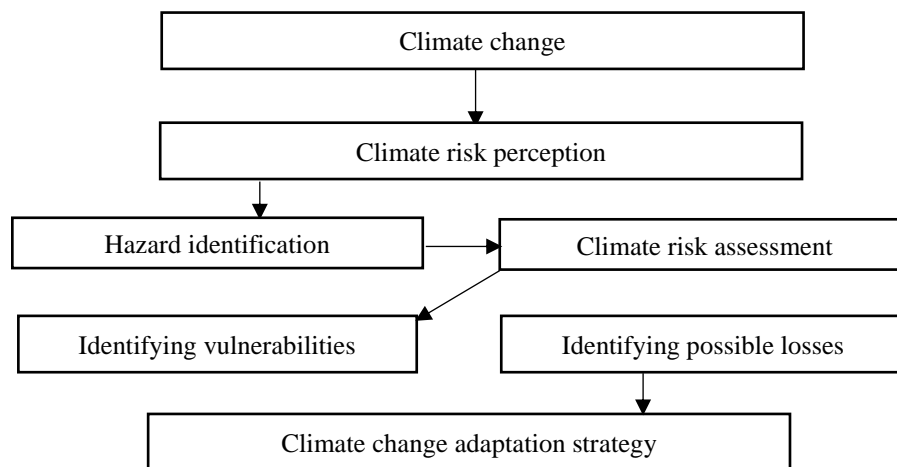 Climate change
Climate risk perception
Hazard identification
Climate risk assessment
Identifying vulnerabilities
Identifying possible losses
Climate change adaptation strategy